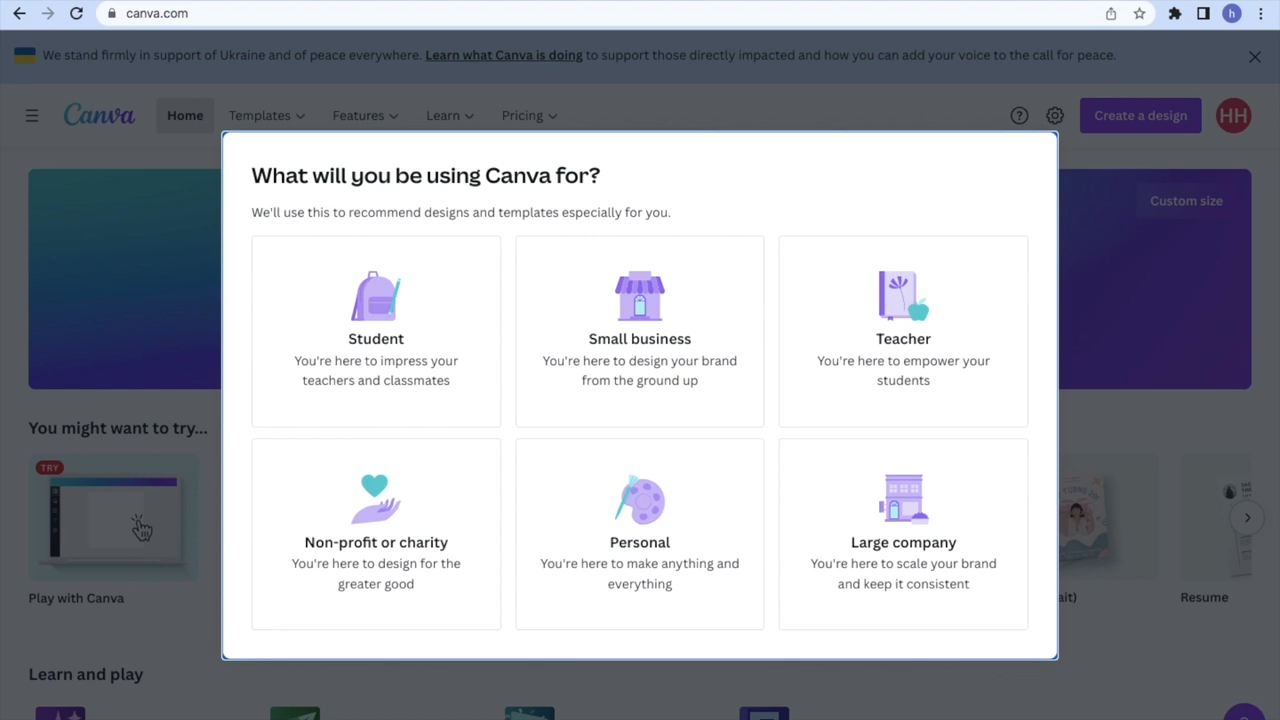 canva.com
h
We stand firmly in support of Ukraine and of peace everywhere. Learn what Canva is doing to support those directly impacted and how you can add your voice to the call for peace.
Canva Home Templates Features Learn Pricing ? Create a design HH
What will you be using Canva for?
We'll use this to recommend designs and templates especially for you.
Custom size
Student
You're here to impress your
teachers and classmates
Small business
You're here to design your brand
from the ground up
Teacher
You're here to empower your
students
Non-profit or charity
You're here to design for the
greater good
Personal
You're here to make anything and
everything
Large company
You're here to scale your brand
and keep it consistent
You might want to try...
TRY
Play with Canva
ait)
Resume
Learn and play